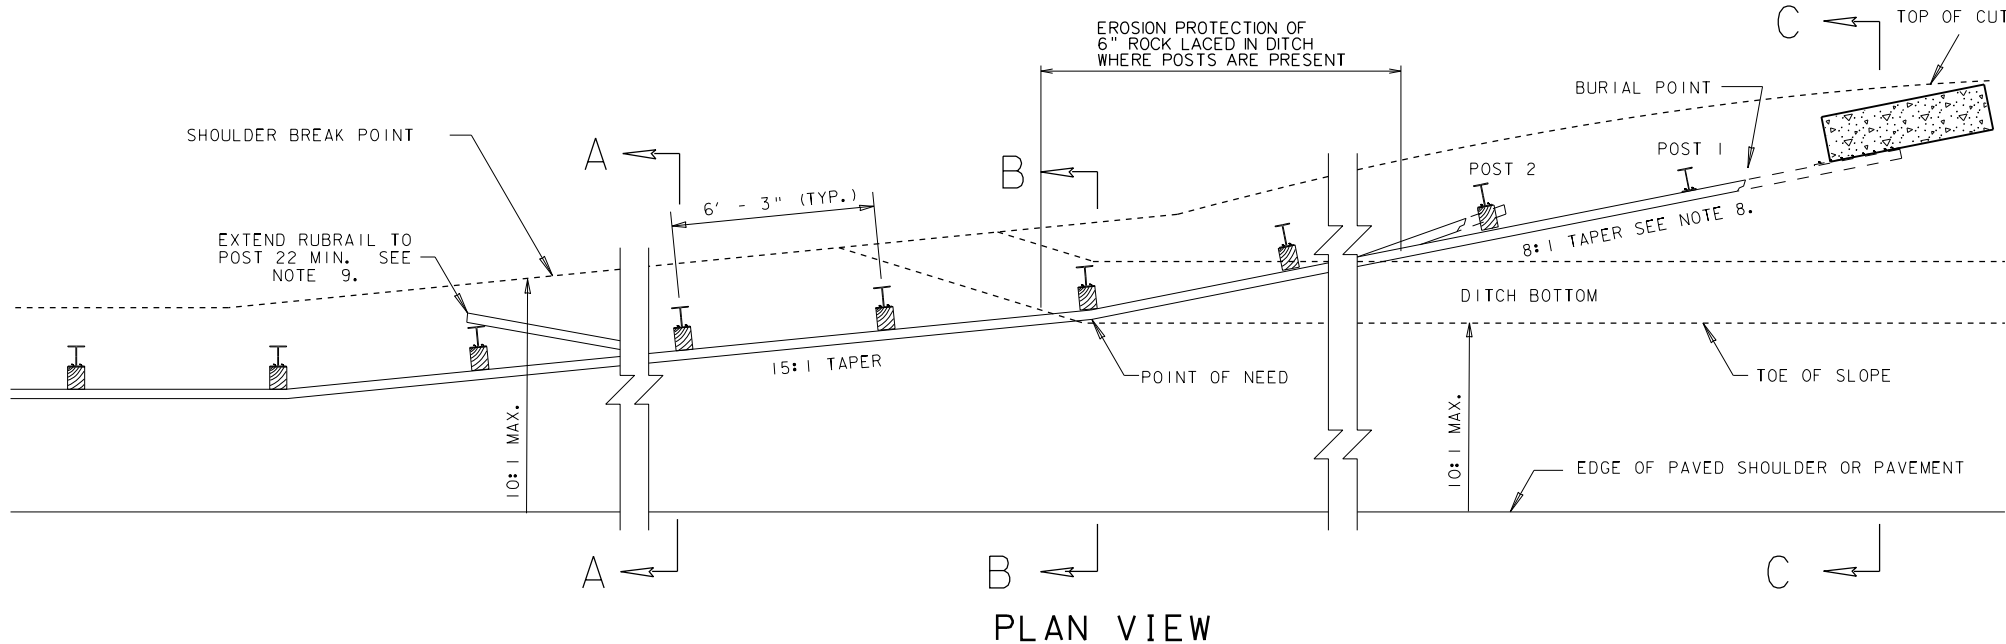 EROSION PROTECTION OF
6" ROCK LACED IN DITCH
WHERE POSTS ARE PRESENT
C
TOP OF CUT
BURIAL POINT
SHOULDER BREAK POINT
A
B
POST 2
POST 1
6' - 3" (TYP.)
EXTEND RUBRAIL TO
POST 22 MIN. SEE
NOTE 9.
8:1 TAPER SEE NOTE 8.
DITCH BOTTOM
15:1 TAPER
POINT OF NEED
TOE OF SLOPE
10:1 MAX.
10:1 MAX.
EDGE OF PAVED SHOULDER OR PAVEMENT
A
B
C
PLAN VIEW